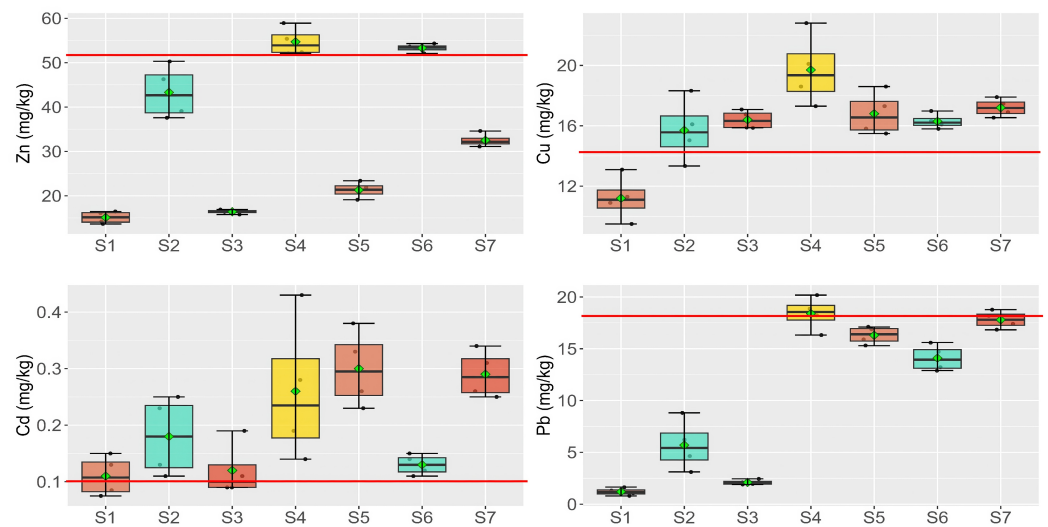 Zn (mg/kg)
60
50
40
30
20
S1 S2 S3 S4 S5 S6 S7
Cu (mg/kg)
20
16
12
S1 S2 S3 S4 S5 S6 S7
Cd (mg/kg)
0.4
0.3
0.2
0.1
S1 S2 S3 S4 S5 S6 S7
Pb (mg/kg)
20
15
10
5
0
S1 S2 S3 S4 S5 S6 S7